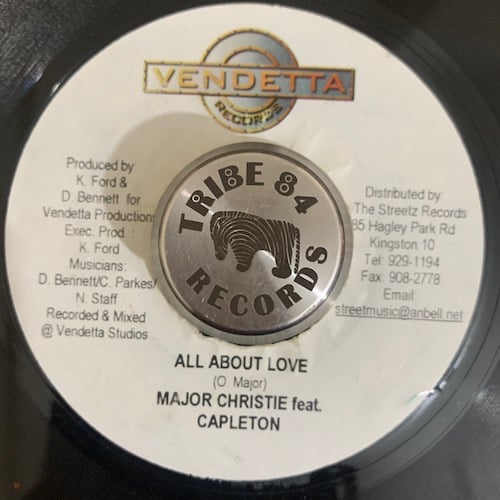 VENDETTA
RECORDS
Produced by:
K. Ford &
D. Bennett for
Vendetta Productions
Exec. Prod. :
K. Ford
Musicians:
D. Bennett/C. Parkes/
N. Staff
Recorded & Mixed
@ Vendetta Studios
TRIBE 84
RECORDS
Distributed by:
The Streetz Records
85 Hagley Park Rd
Kingston 10
Tel: 929-1194
Fax: 908-2778
Email:
streetmusic@anbell.net
ALL ABOUT LOVE
(O. Major)
MAJOR CHRISTIE feat.
CAPLETON